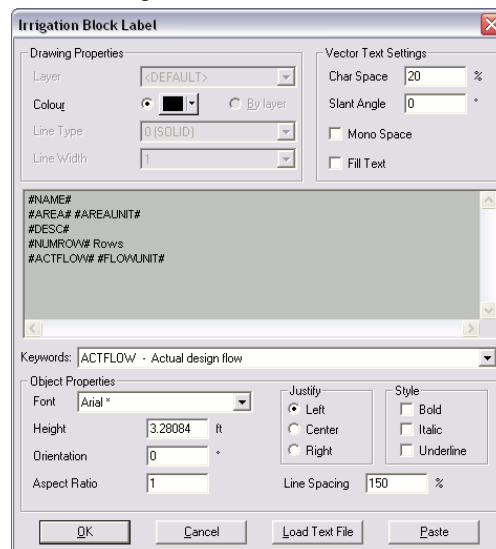 Irrigation Block Label
Drawing Properties
Layer <DEFAULT>
Colour By layer
Line Type 0 (SOLID)
Line Width 1
Vector Text Settings
Char Space 20 %
Slant Angle 0 °
Mono Space
Fill Text
#NAME#
#AREA# #AREAUNIT#
#DESC#
#NUMROW# Rows
#ACTFLOW# #FLOWUNIT#
Keywords: ACTFLOW - Actual design flow
Object Properties
Font Arial *
Height 3.28084 ft
Orientation 0 °
Aspect Ratio 1
Justify
Left
Center
Right
Style
Bold
Italic
Underline
Line Spacing 150 %
OK Cancel Load Text File Paste